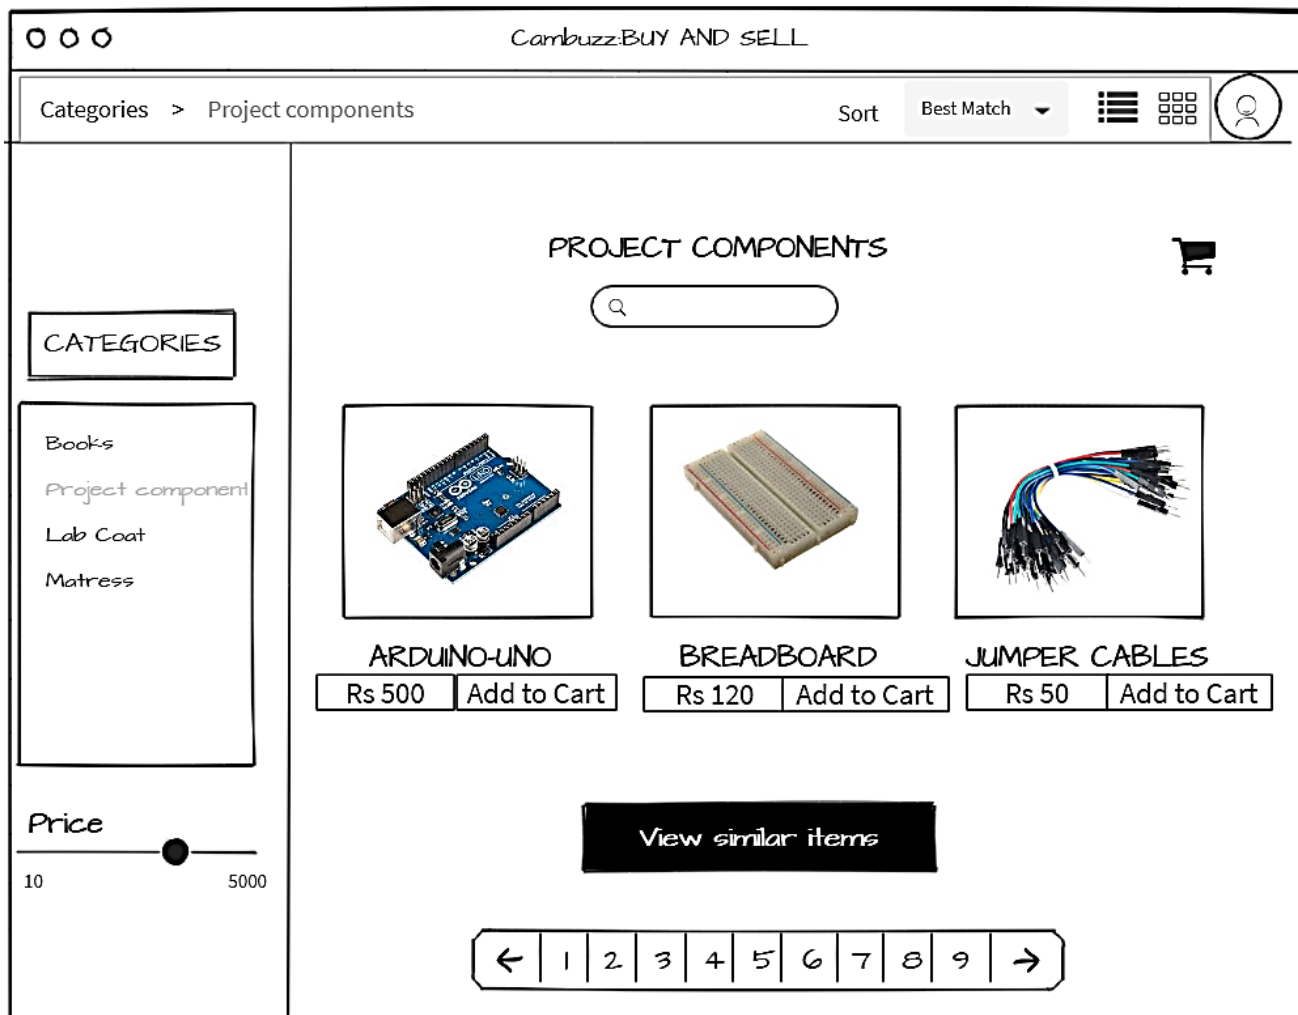 Cambuzz:BUY AND SELL
Categories > Project components
Sort Best Match
PROJECT COMPONENTS
CATEGORIES
Books
Project component
Lab Coat
Matress
Price
10 5000
ARDUINO-UNO BREADBOARD JUMPER CABLES
Rs 500 Add to Cart Rs 120 Add to Cart Rs 50 Add to Cart
View similar items
← 1 2 3 4 5 6 7 8 9 →